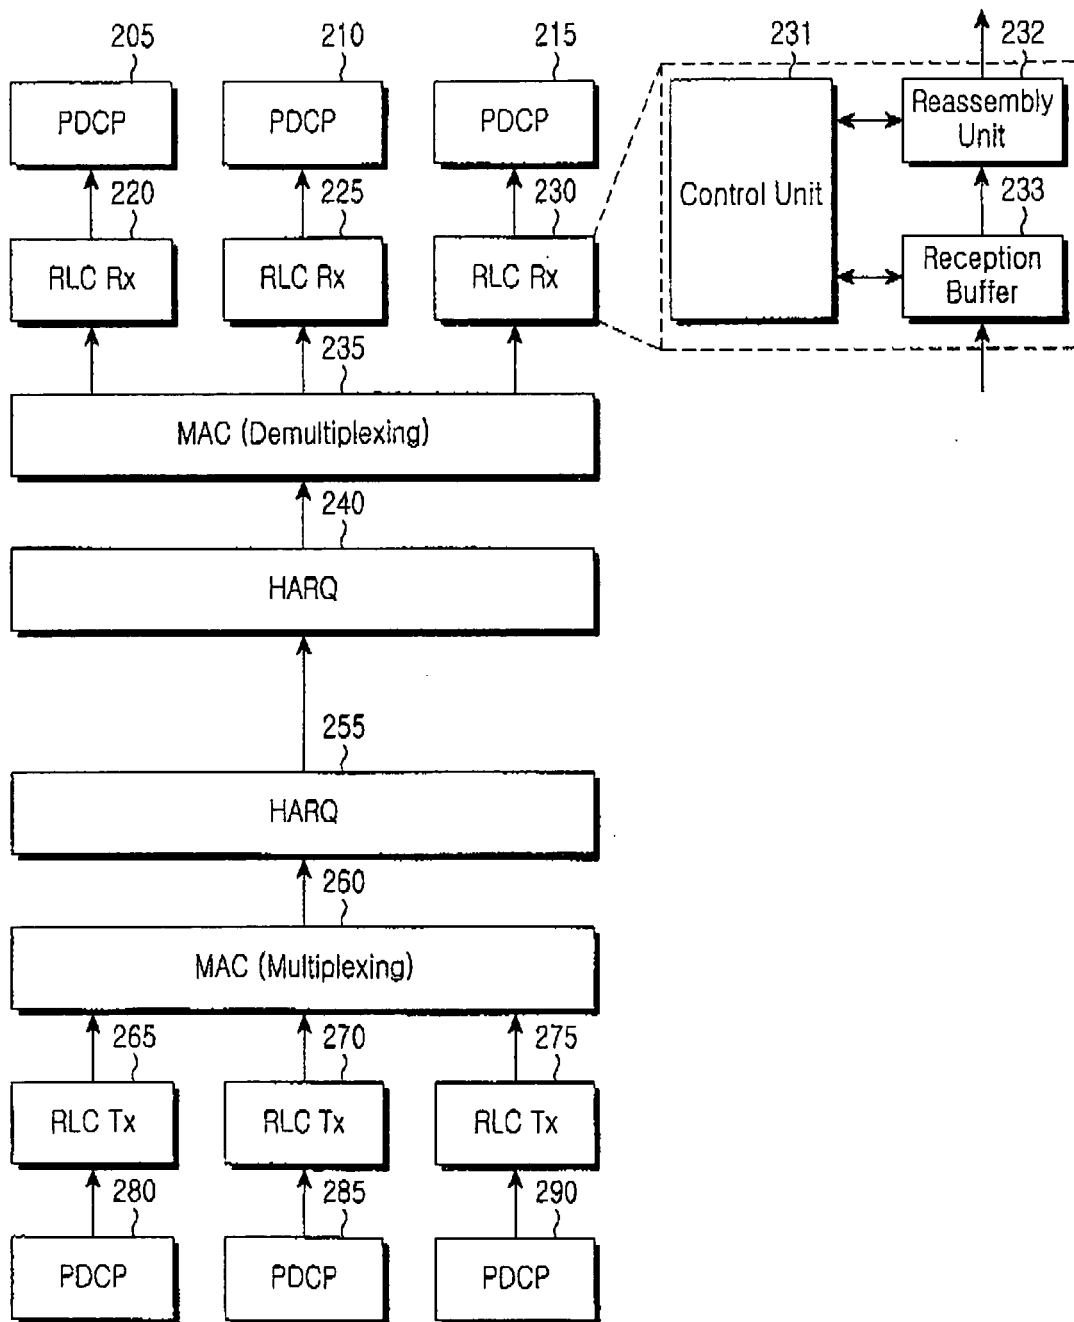 205 210 215 231 232
PDCP PDCP PDCP Reassembly
Unit
220 225 230 Control Unit 233
RLC Rx RLC Rx RLC Rx Reception
Buffer
235
MAC (Demultiplexing)
240
HARQ
255
HARQ
260
MAC (Multiplexing)
265 270 275
RLC Tx RLC Tx RLC Tx
280 285 290
PDCP PDCP PDCP